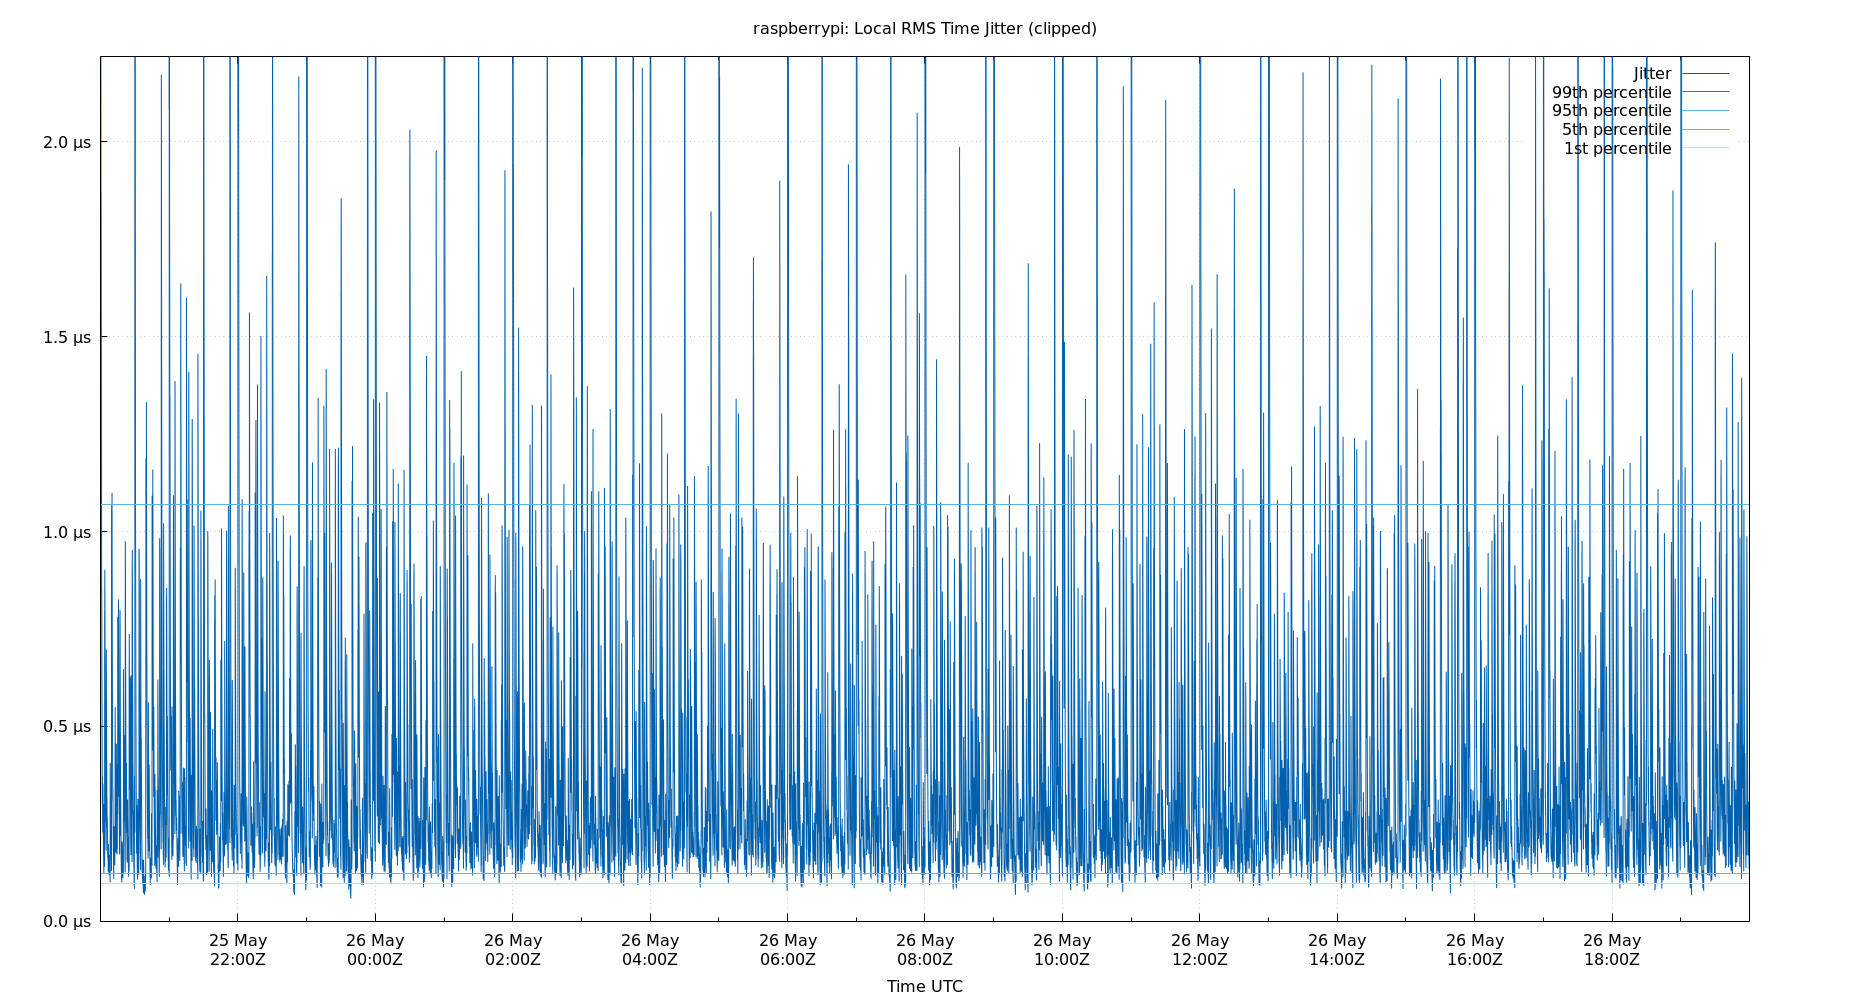 raspberrypi: Local RMS Time Jitter (clipped)
Jitter
99th percentile
95th percentile
5th percentile
1st percentile
2.0 μs
1.5 μs
1.0 μs
0.5 μs
0.0 μs
25 May 26 May 26 May 26 May 26 May 26 May 26 May 26 May 26 May 26 May 26 May
22:00Z 00:00Z 02:00Z 04:00Z 06:00Z 08:00Z 10:00Z 12:00Z 14:00Z 16:00Z 18:00Z
Time UTC